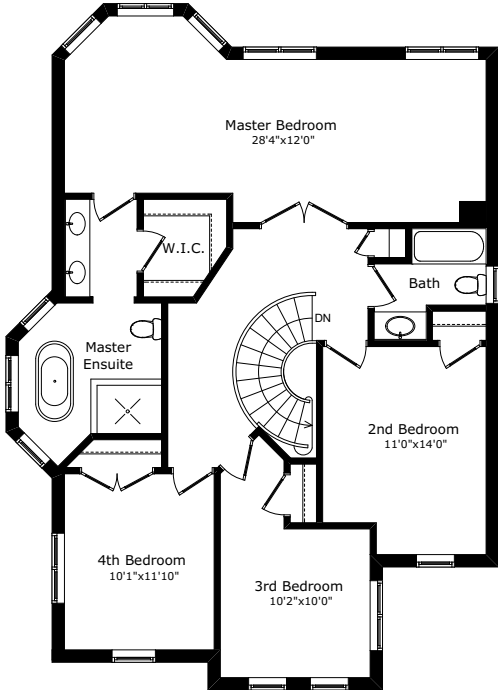 Master Bedroom
28'4"x12'0"
W.I.C.
Bath
DN
Master
Ensuite
2nd Bedroom
11'0"x14'0"
4th Bedroom
10'1"x11'10"
3rd Bedroom
10'2"x10'0"